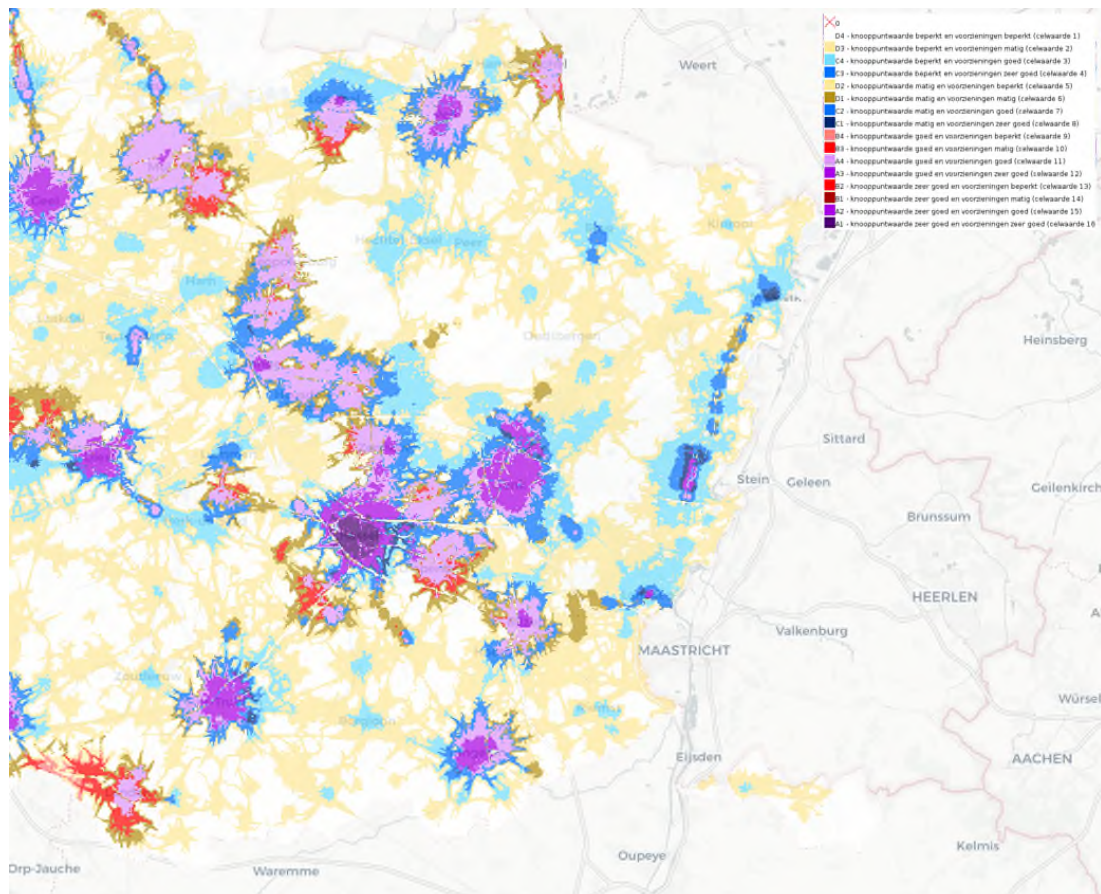 0
D4 - knooppuntwaarde beperkt en voorzieningen beperkt (celwaarde 1)
D3 - knooppuntwaarde beperkt en voorzieningen matig (celwaarde 2)
C4 - knooppuntwaarde beperkt en voorzieningen goed (celwaarde 3)
C3 - knooppuntwaarde beperkt en voorzieningen zeer goed (celwaarde 4)
D2 - knooppuntwaarde matig en voorzieningen beperkt (celwaarde 5)
D1 - knooppuntwaarde matig en voorzieningen matig (celwaarde 6)
C2 - knooppuntwaarde matig en voorzieningen goed (celwaarde 7)
C1 - knooppuntwaarde matig en voorzieningen zeer goed (celwaarde 8)
B4 - knooppuntwaarde goed en voorzieningen beperkt (celwaarde 9)
B3 - knooppuntwaarde goed en voorzieningen matig (celwaarde 10)
A4 - knooppuntwaarde goed en voorzieningen goed (celwaarde 11)
A3 - knooppuntwaarde goed en voorzieningen zeer goed (celwaarde 12)
B2 - knooppuntwaarde zeer goed en voorzieningen beperkt (celwaarde 13)
B1 - knooppuntwaarde zeer goed en voorzieningen matig (celwaarde 14)
A2 - knooppuntwaarde zeer goed en voorzieningen goed (celwaarde 15)
A1 - knooppuntwaarde zeer goed en voorzieningen zeer goed (celwaarde 16
Weert
Geel
Kinrooi
Hechtel-Eksel
Peer
Ham
Oudsbergen
Heinsberg
Sittard
Stein
Geleen
Geilenkirch
Brunssum
HEERLEN
Valkenburg
MAASTRICHT
Zoutleeuw
Borgloon
Würsel
Eijsden
AACHEN
Oupeye
Kelmis
Orp-Jauche
Waremme